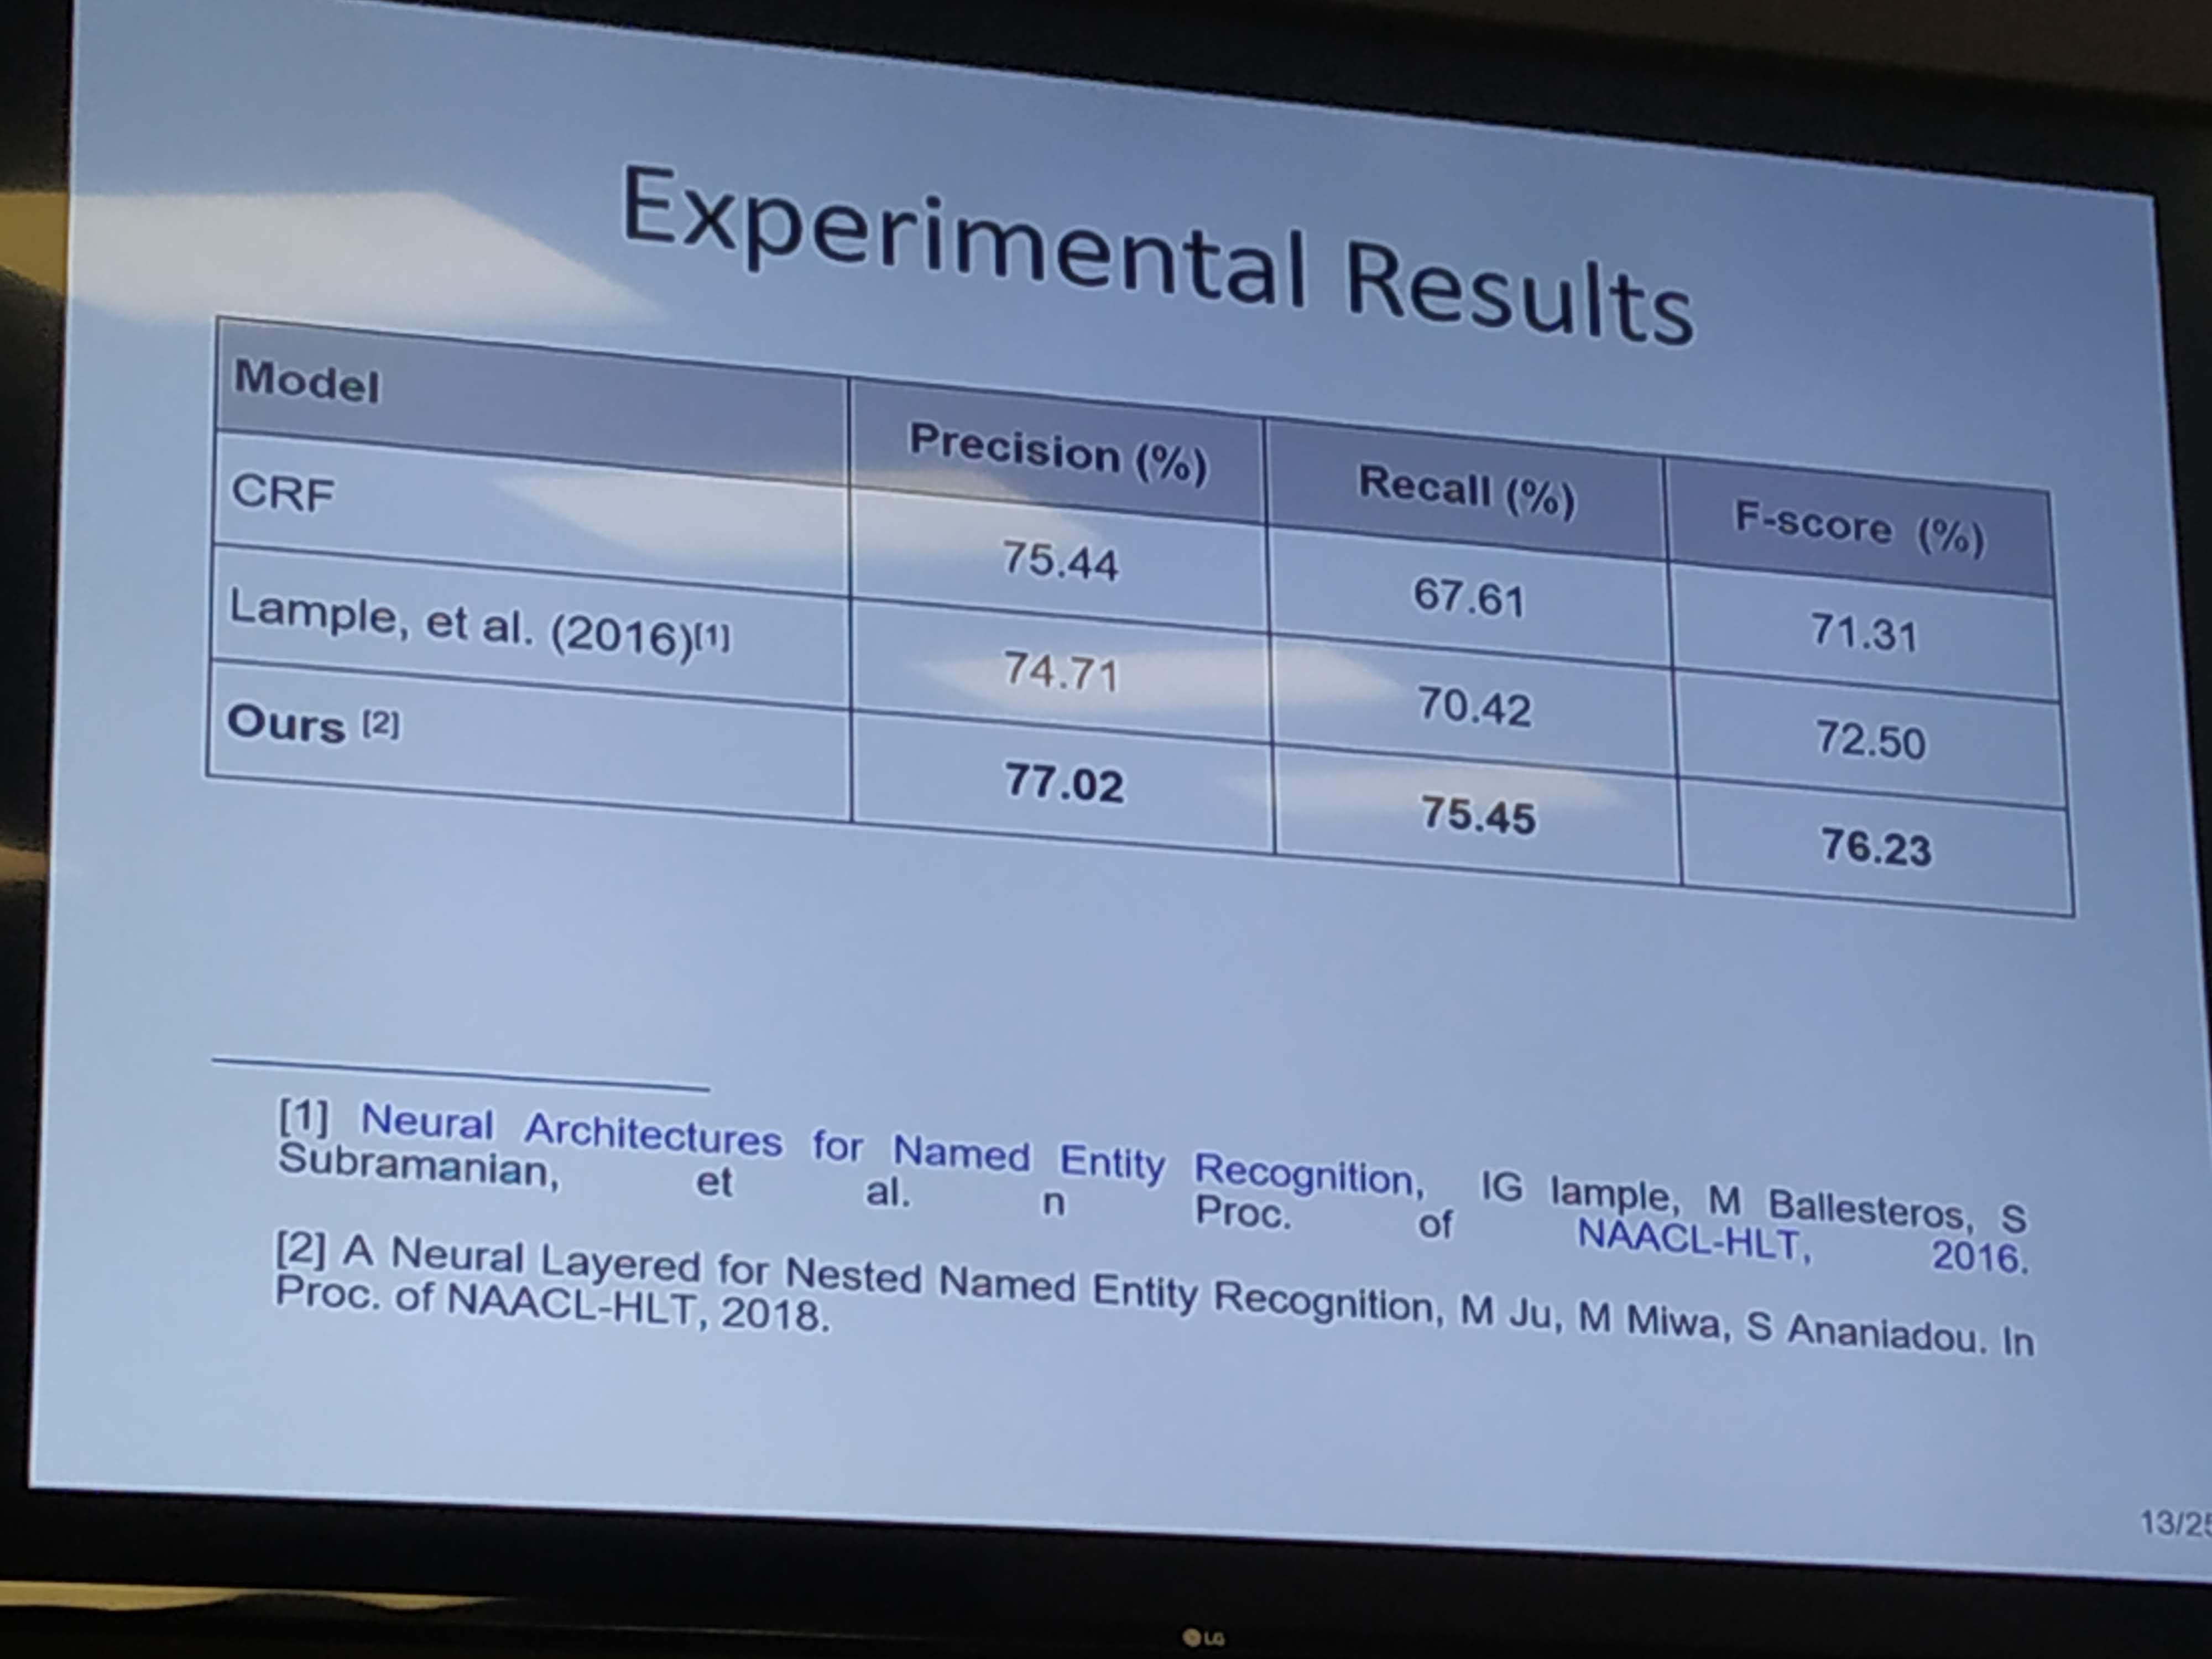 Experimental Results
Model Precision (%) Recall (%) F-score (%)
CRF 75.44 67.61 71.31
Lample, et al. (2016)[1] 74.71 70.42 72.50
Ours [2] 77.02 75.45 76.23
[1] Neural Architectures for Named Entity Recognition, IG lample, M Ballesteros, S
Subramanian, et al. n Proc. of NAACL-HLT, 2016.
[2] A Neural Layered for Nested Named Entity Recognition, M Ju, M Miwa, S Ananiadou. In
Proc. of NAACL-HLT, 2018.
13/25
LG